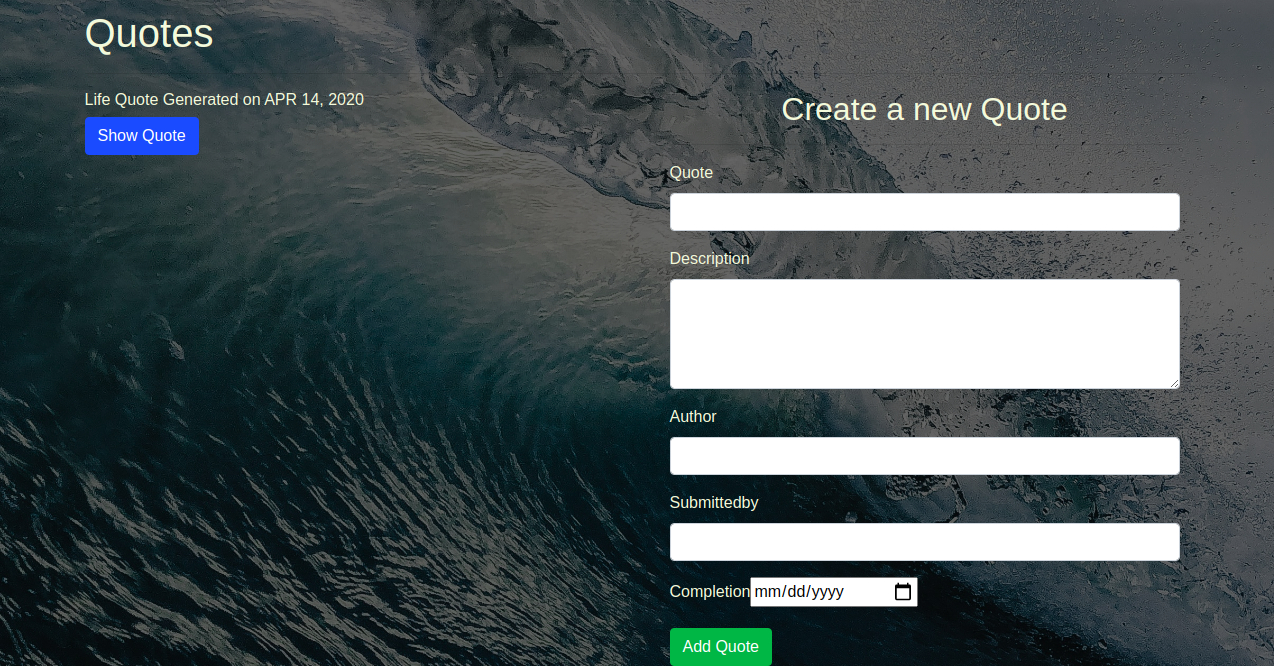 Quotes
Life Quote Generated on APR 14, 2020
Show Quote
Create a new Quote
Quote
Description
Author
Submittedby
Completion mm/dd/yyyy
Add Quote